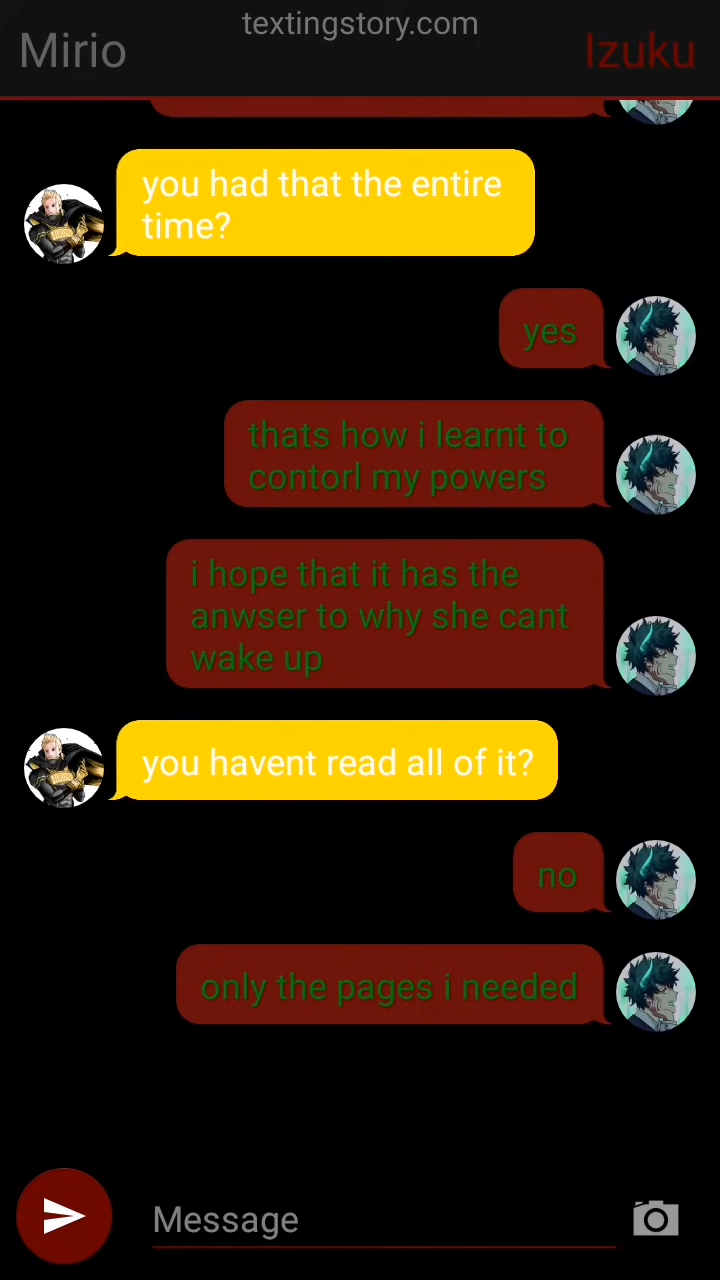 textingstory.com
Mirio
Izuku
you had that the entire
time?
yes
thats how i learnt to
contorl my powers
i hope that it has the
anwser to why she cant
wake up
you havent read all of it?
no
only the pages i needed
Message